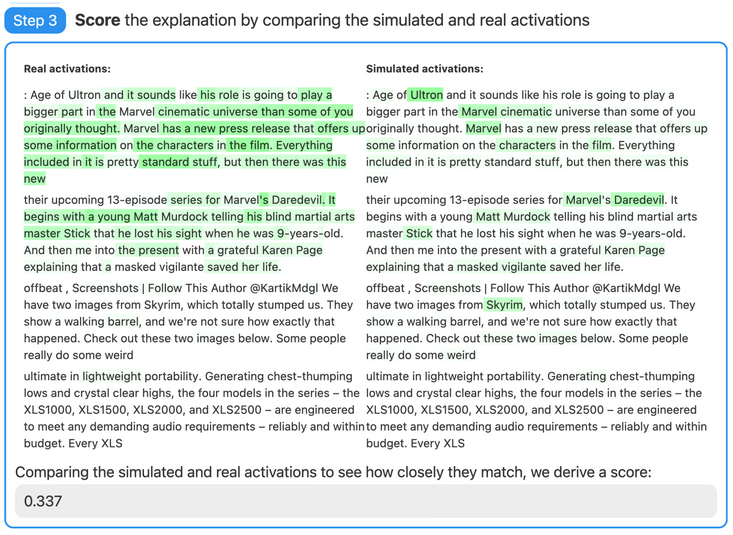 Step 3 Score the explanation by comparing the simulated and real activations
Real activations:
: Age of Ultron and it sounds like his role is going to play a
bigger part in the Marvel cinematic universe than some of you
originally thought. Marvel has a new press release that offers up
some information on the characters in the film. Everything
included in it is pretty standard stuff, but then there was this
new
their upcoming 13-episode series for Marvel's Daredevil. It
begins with a young Matt Murdock telling his blind martial arts
master Stick that he lost his sight when he was 9-years-old.
And then me into the present with a grateful Karen Page
explaining that a masked vigilante saved her life.
offbeat , Screenshots | Follow This Author @KartikMdgl We
have two images from Skyrim, which totally stumped us. They
show a walking barrel, and we're not sure how exactly that
happened. Check out these two images below. Some people
really do some weird
ultimate in lightweight portability. Generating chest-thumping
lows and crystal clear highs, the four models in the series – the
XLS1000, XLS1500, XLS2000, and XLS2500 – are engineered
to meet any demanding audio requirements – reliably and within
budget. Every XLS
Simulated activations:
: Age of Ultron and it sounds like his role is going to play a
bigger part in the Marvel cinematic universe than some of you
originally thought. Marvel has a new press release that offers up
some information on the characters in the film. Everything
included in it is pretty standard stuff, but then there was this
new
their upcoming 13-episode series for Marvel's Daredevil. It
begins with a young Matt Murdock telling his blind martial arts
master Stick that he lost his sight when he was 9-years-old.
And then me into the present with a grateful Karen Page
explaining that a masked vigilante saved her life.
offbeat , Screenshots | Follow This Author @KartikMdgl We
have two images from Skyrim, which totally stumped us. They
show a walking barrel, and we're not sure how exactly that
happened. Check out these two images below. Some people
really do some weird
ultimate in lightweight portability. Generating chest-thumping
lows and crystal clear highs, the four models in the series – the
XLS1000, XLS1500, XLS2000, and XLS2500 – are engineered
to meet any demanding audio requirements – reliably and within
budget. Every XLS
Comparing the simulated and real activations to see how closely they match, we derive a score:
0.337